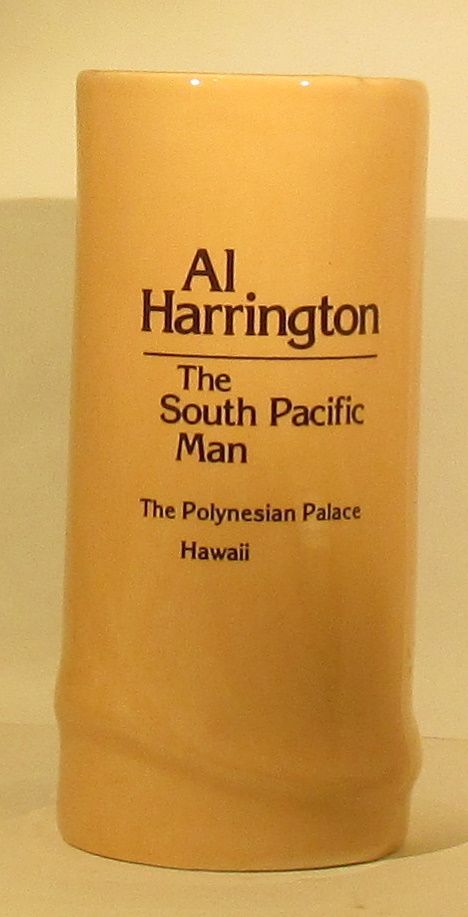 Al
Harrington
The
South Pacific
Man
The Polynesian Palace
Hawaii